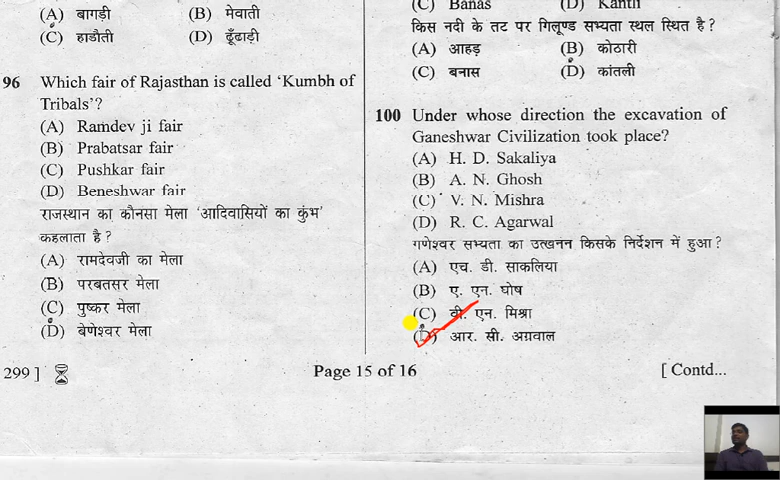 (A) बागड़ी (B) मेवाती
(C) हाडौती (D) ढूँढाड़ी
96 Which fair of Rajasthan is called ‘Kumbh of
Tribals’?
(A) Ramdev ji fair
(B) Prabatsar fair
(C) Pushkar fair
(D) Beneshwar fair
राजस्थान का कौनसा मेला ‘आदिवासियों का कुंभ’
कहलाता है ?
(A) रामदेवजी का मेला
(B) परबतसर मेला
(C) पुष्कर मेला
(D) बेणेश्वर मेला
(C) Banas (D) Kantli
किस नदी के तट पर गिलूण्ड सभ्यता स्थल स्थित है ?
(A) आहड़ (B) कोठारी
(C) बनास (D) कांतली
100 Under whose direction the excavation of
Ganeshwar Civilization took place?
(A) H. D. Sakaliya
(B) A. N. Ghosh
(C) V. N. Mishra
(D) R. C. Agarwal
गणेश्वर सभ्यता का उत्खनन किसके निर्देशन में हुआ ?
(A) एच. डी. साकलिया
(B) ए. एन. घोष
(C) वी. एन. मिश्रा
(D) आर. सी. अग्रवाल
299 ] Page 15 of 16 [ Contd...